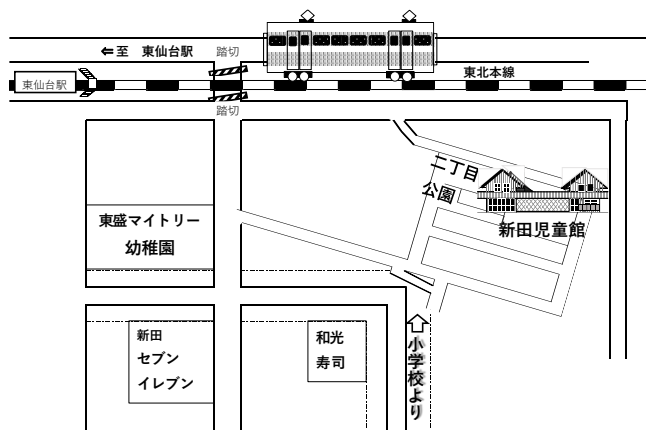 ⇐至　東仙台駅
踏切
東北本線
東仙台駅
踏切
二丁目
公園
東盛マイトリー
幼稚園
新田児童館
新田
セブン
イレブン
和光
寿司
小学校より